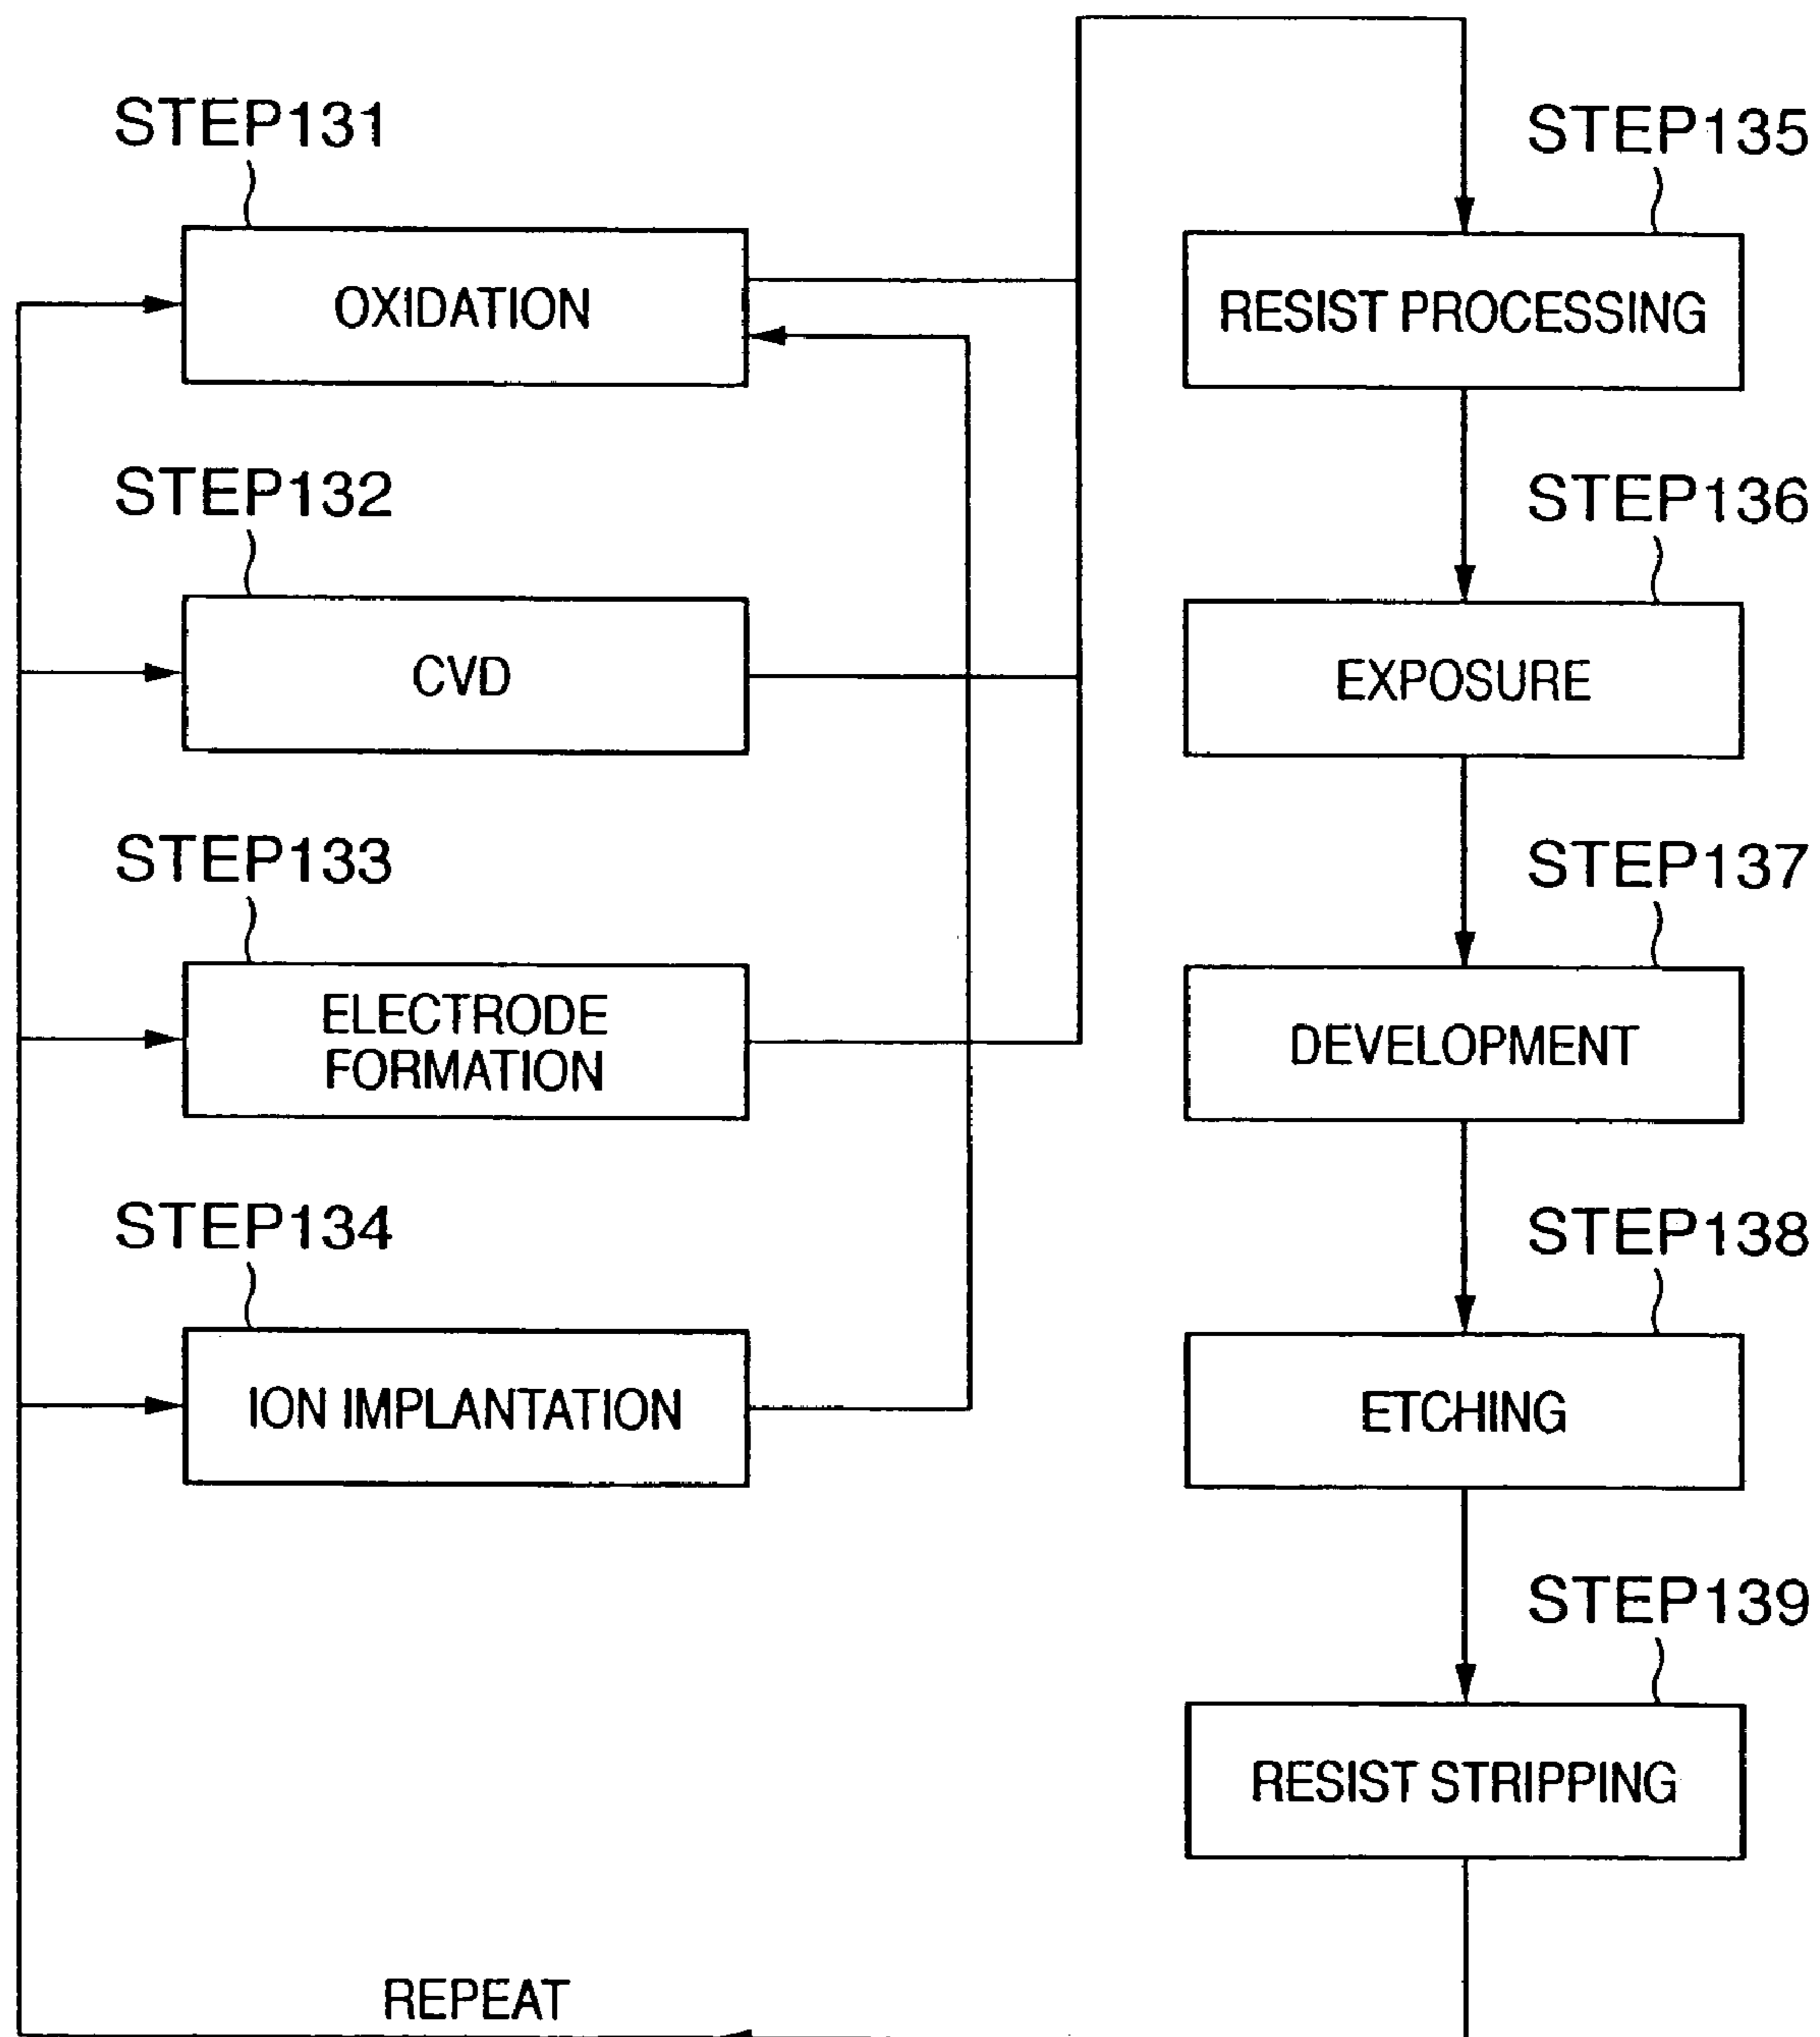 STEP131
OXIDATION
STEP132
CVD
STEP133
ELECTRODE
FORMATION
STEP134
ION IMPLANTATION
STEP135
RESIST PROCESSING
STEP136
EXPOSURE
STEP137
DEVELOPMENT
STEP138
ETCHING
STEP139
RESIST STRIPPING
REPEAT